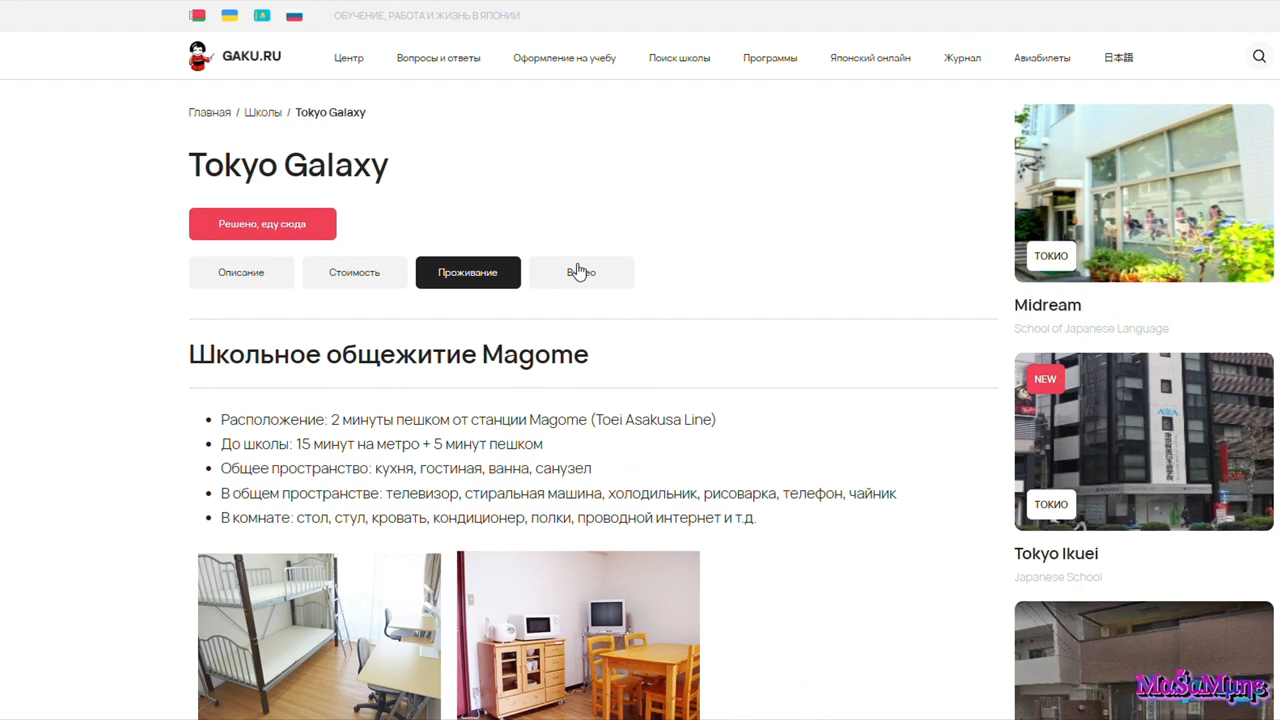 ОБУЧЕНИЕ, РАБОТА И ЖИЗНЬ В ЯПОНИИ
GAKU.RU
Центр
Вопросы и ответы
Оформление на учебу
Поиск школы
Программы
Японский онлайн
Журнал
Авиабилеты
日本語
Главная / Школы / Tokyo Galaxy
Tokyo Galaxy
Решено, еду сюда
Описание
Стоимость
Проживание
Школьное общежитие Magome
Расположение: 2 минуты пешком от станции Magome (Toei Asakusa Line)
До школы: 15 минут на метро + 5 минут пешком
Общее пространство: кухня, гостиная, ванна, санузел
В общем пространстве: телевизор, стиральная машина, холодильник, рисоварка, телефон, чайник
В комнате: стол, стул, кровать, кондиционер, полки, проводной интернет и т.д.
ТОКИО
Midream
School of Japanese Language
NEW
ТОКИО
Tokyo Ikuei
Japanese School
MaSaMune